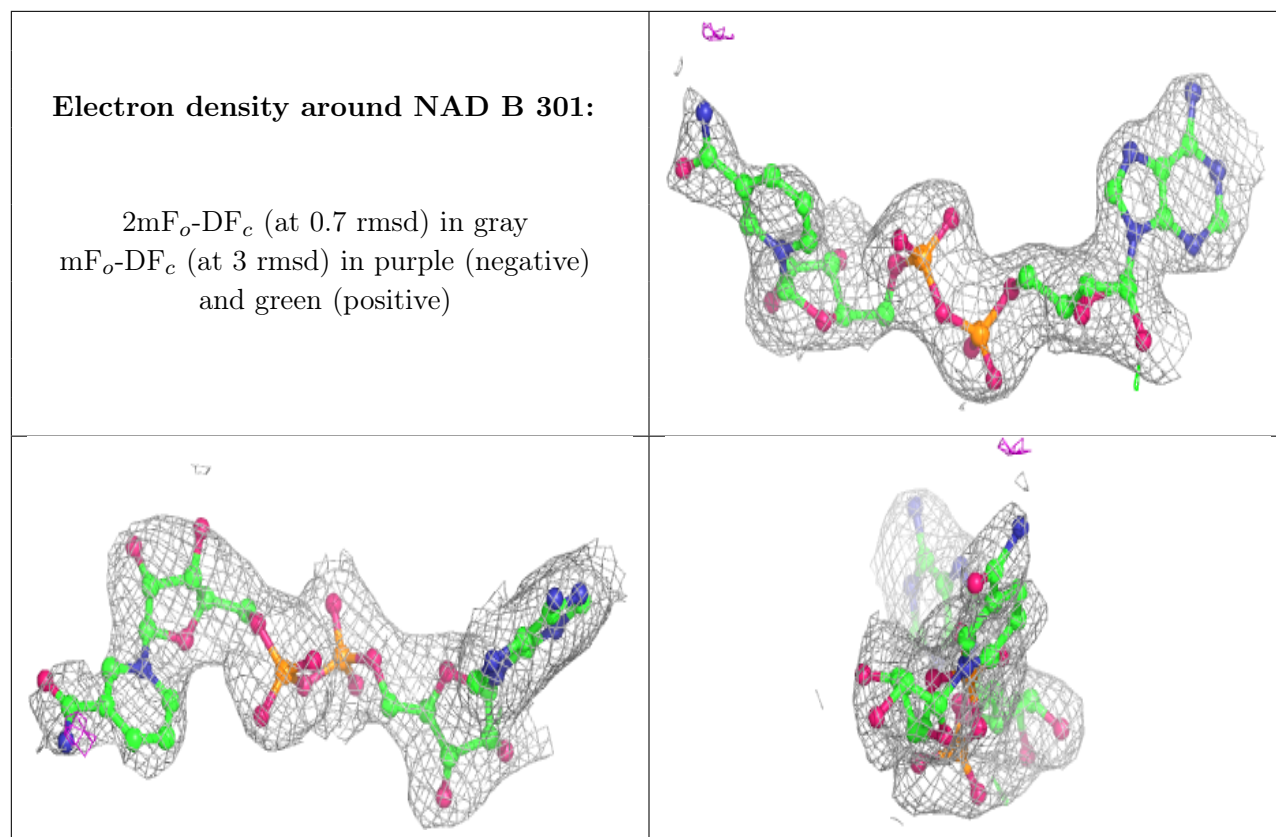 Electron density around NAD B 301:
2mFₒ-DF𝒸 (at 0.7 rmsd) in gray
mFₒ-DF𝒸 (at 3 rmsd) in purple (negative)
and green (positive)